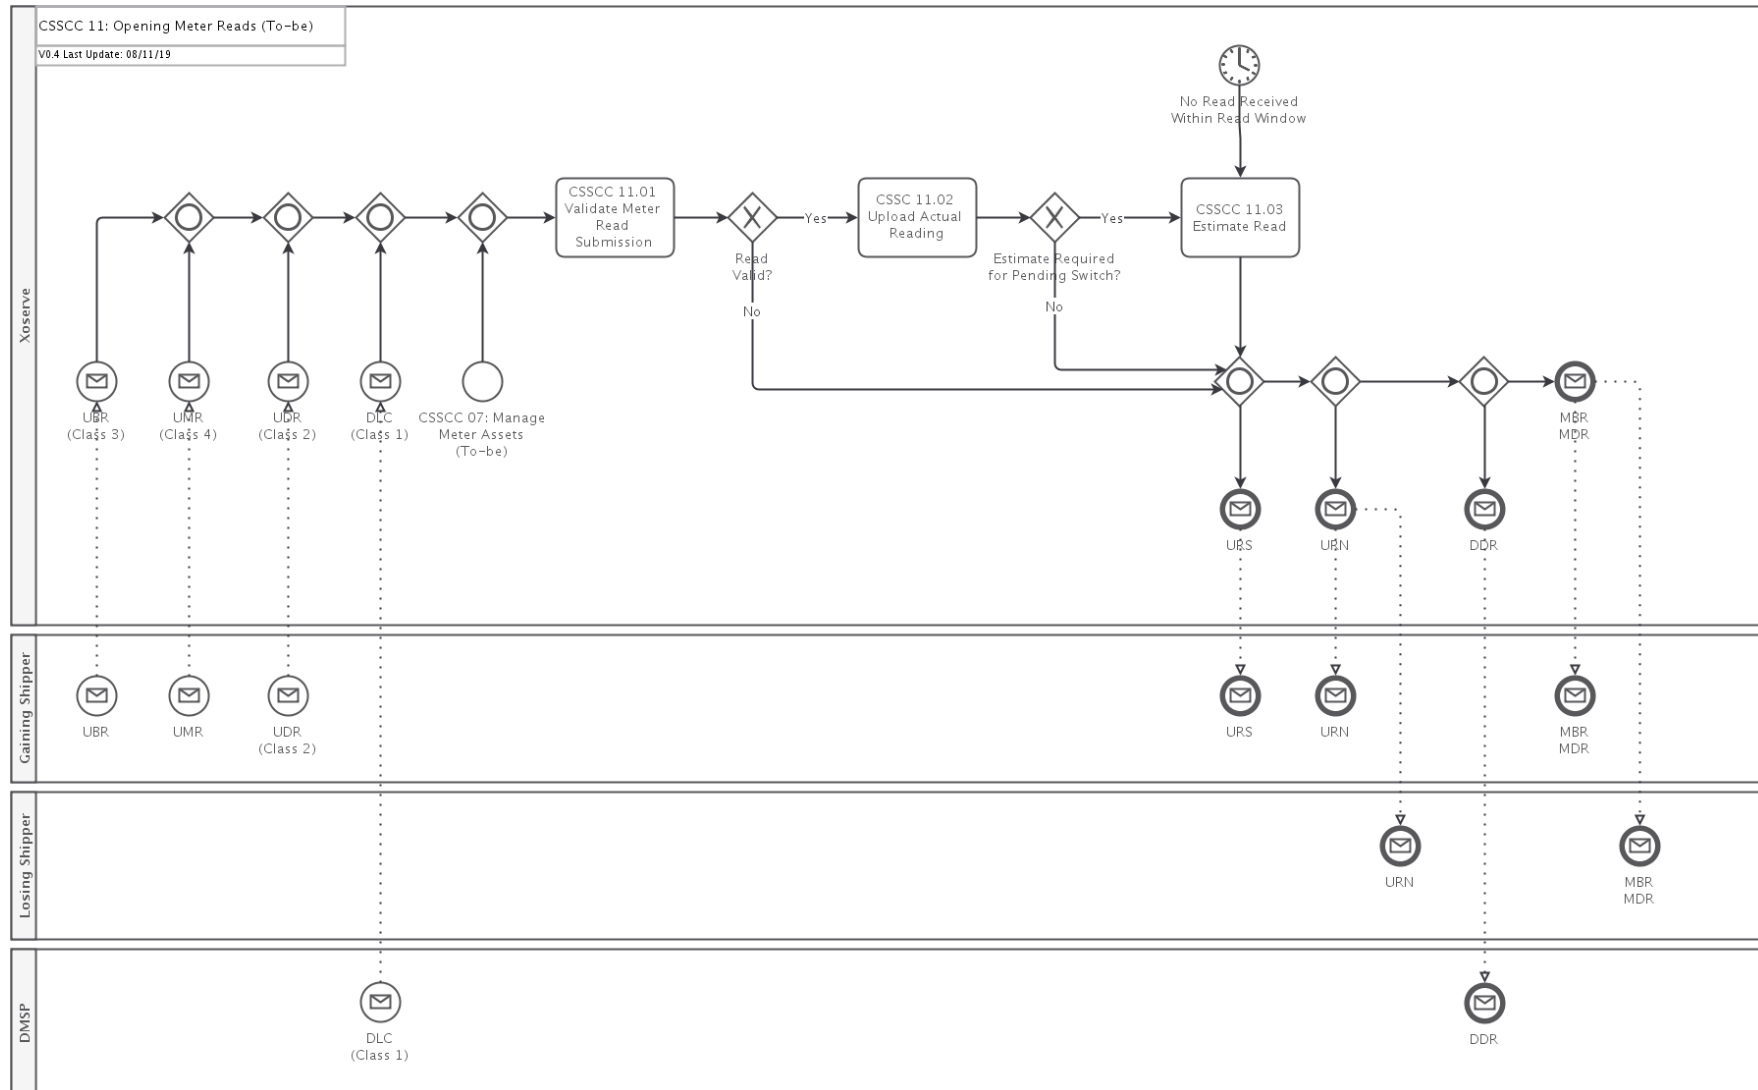 CSSCC 11: Opening Meter Reads (To-be)
V0.4 Last Update: 08/11/19
Xoserve
No Read Received
Within Read Window
CSSCC 11.01
Validate Meter
Read
Submission
Read
Valid?
Yes
No
CSSC 11.02
Upload Actual
Reading
Estimate Required
for Pending Switch?
Yes
No
CSSCC 11.03
Estimate Read
UBR
(Class 3)
UMR
(Class 4)
UDR
(Class 2)
DLC
(Class 1)
CSSCC 07: Manage
Meter Assets
(To-be)
MBR
MDR
URS
URN
DDR
Gaining Shipper
UBR
UMR
UDR
(Class 2)
URS
URN
MBR
MDR
Losing Shipper
URN
MBR
MDR
DMSP
DLC
(Class 1)
DDR